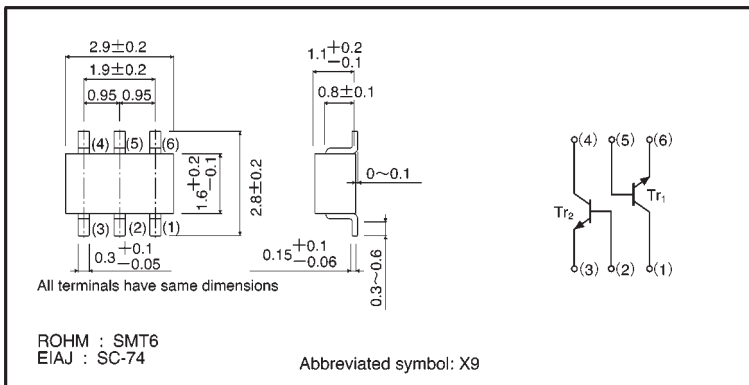 2.9±0.2
1.9±0.2
0.95 0.95
(4) (5) (6)
(3) (2) (1)
1.6+0.2−0.1
2.8±0.2
0.3+0.1−0.05
All terminals have same dimensions
1.1+0.2−0.1
0.8±0.1
0∼0.1
0.15+0.1−0.06
0.3∼0.6
(4) (5) (6)
Tr1
Tr2
(3) (2) (1)
ROHM : SMT6
EIAJ : SC-74
Abbreviated symbol: X9